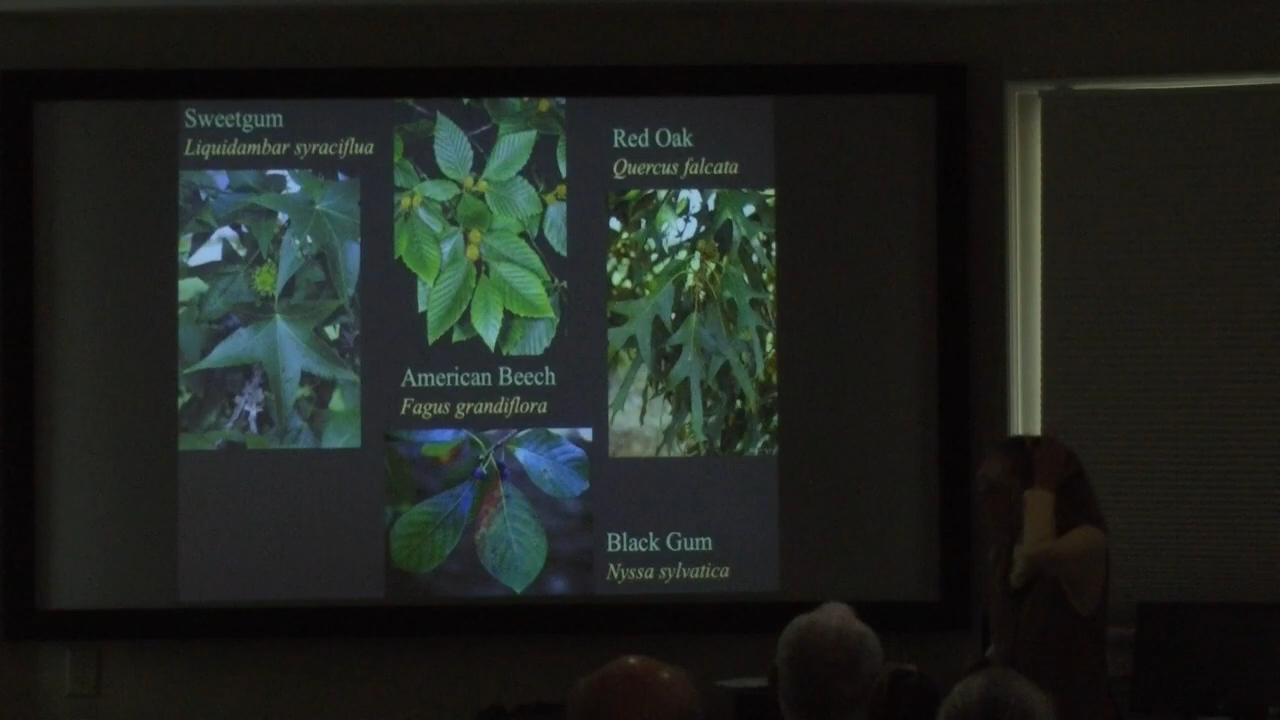 Sweetgum
Liquidambar syraciflua
American Beech
Fagus grandiflora
Red Oak
Quercus falcata
Black Gum
Nyssa sylvatica